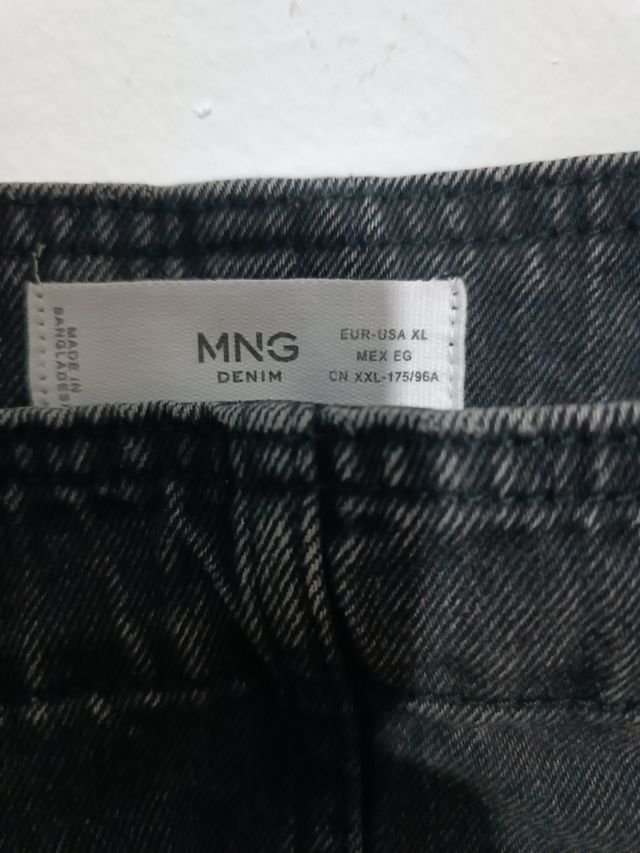 MADE IN
BANGLADESH
MNG
DENIM
EUR-USA XL
MEX EG
CN XXL-175/96A